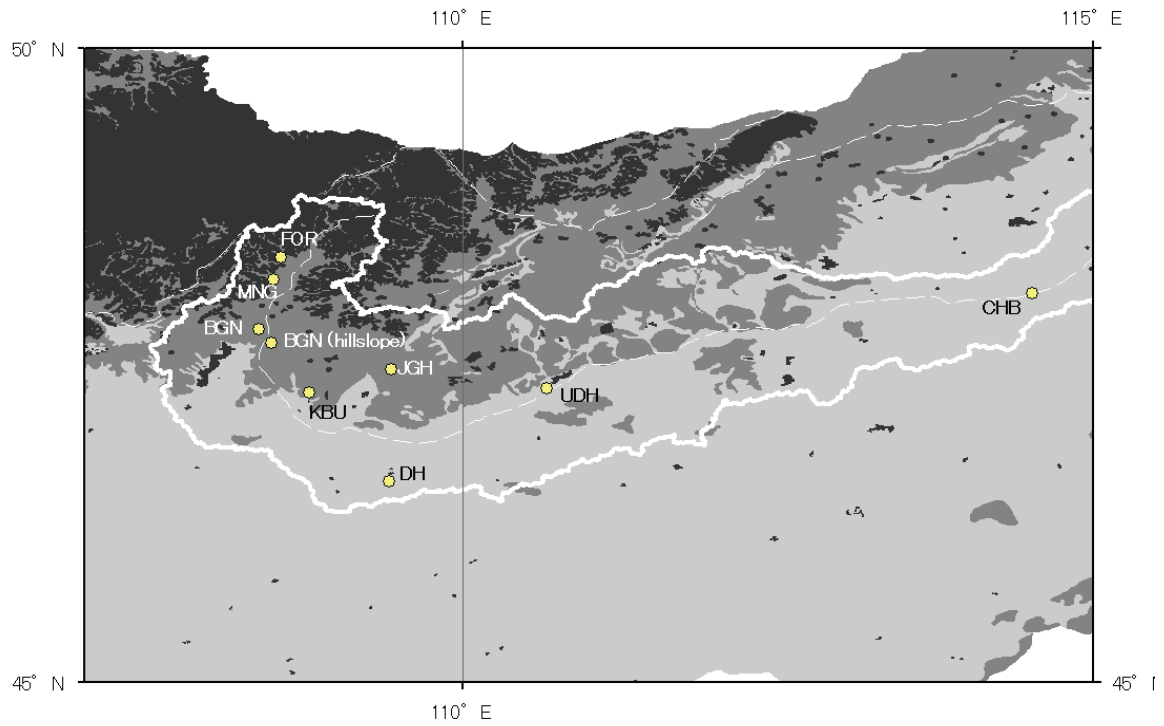 110° E
115° E
50° N
FOR
MNG
CHB
BGN
BGN (hillslope)
JGH
UDH
KBU
DH
45° N
45° N
110° E